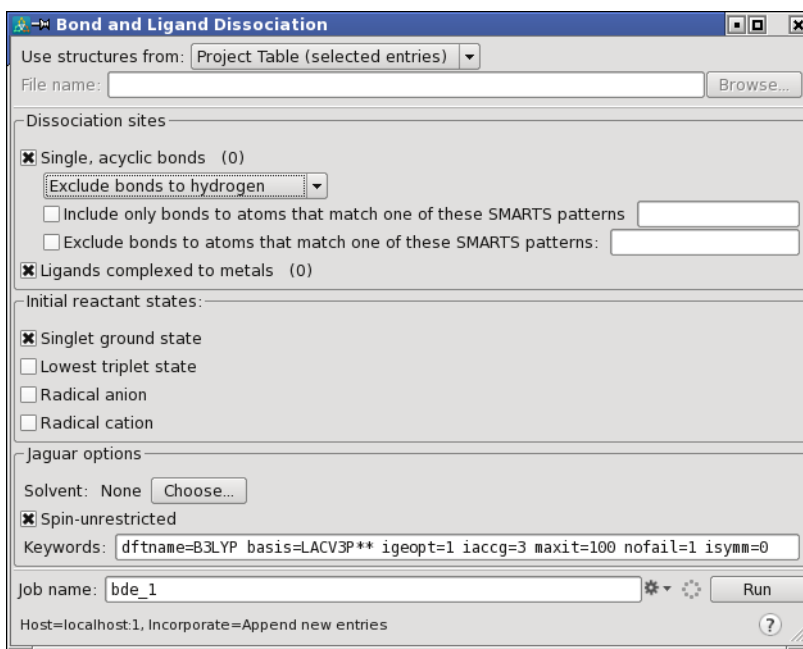 Bond and Ligand Dissociation
Use structures from: Project Table (selected entries)
File name: Browse...
Dissociation sites
Single, acyclic bonds (0)
Exclude bonds to hydrogen
Include only bonds to atoms that match one of these SMARTS patterns
Exclude bonds to atoms that match one of these SMARTS patterns:
Ligands complexed to metals (0)
Initial reactant states:
Singlet ground state
Lowest triplet state
Radical anion
Radical cation
Jaguar options
Solvent: None Choose...
Spin-unrestricted
Keywords: dftname=B3LYP basis=LACV3P** igeopt=1 iaccg=3 maxit=100 nofail=1 isymm=0
Job name: bde_1 Run
Host=localhost:1, Incorporate=Append new entries ?